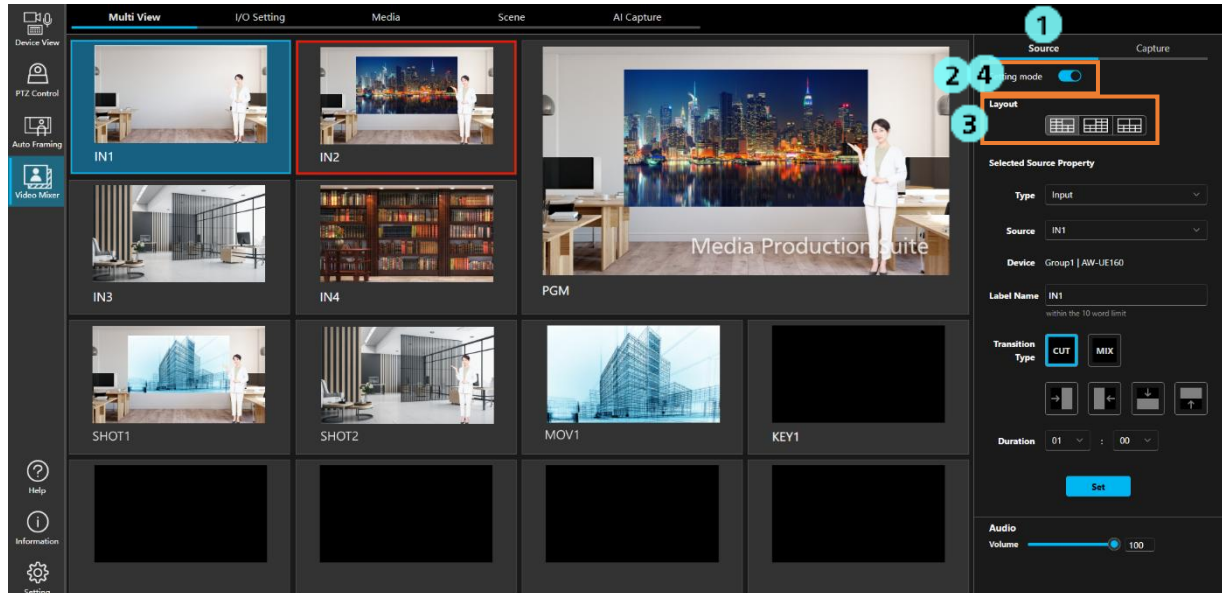 Device View
PTZ Control
Auto Framing
Video Mixer
Help
Information
Setting
Multi View
I/O Setting
Media
Scene
AI Capture
IN1
IN2
Media Production Suite
PGM
IN3
IN4
SHOT1
SHOT2
MOV1
KEY1
1
Source
Capture
2
4
mode
3
Layout
Selected Source Property
Type
Input
Source
IN1
Device
Group1 | AW-UE160
Label Name
IN1
within the 10 word limit
Transition
Type
CUT
MIX
Duration
01
:
00
Set
Audio
Volume
100